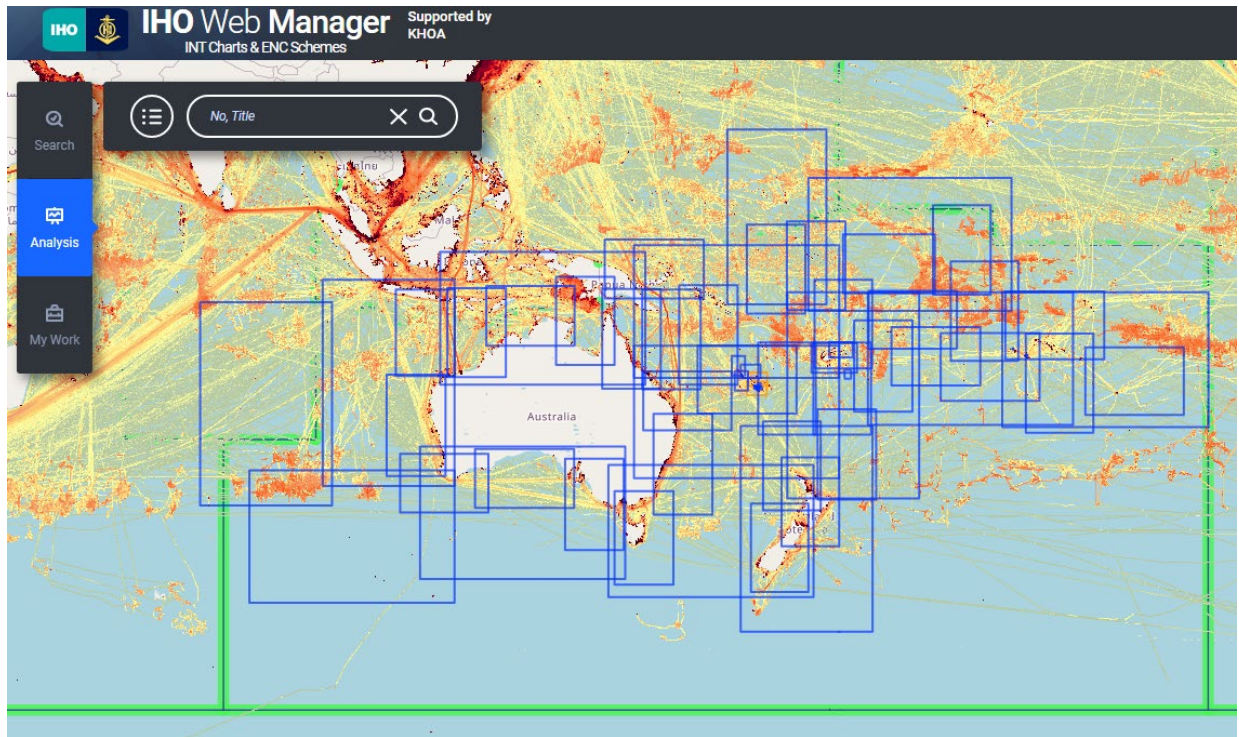 IHO
IHO Web Manager
INT Charts & ENC Schemes
Supported by
KHOA
Search
No, Title
Analysis
My Work
Australia